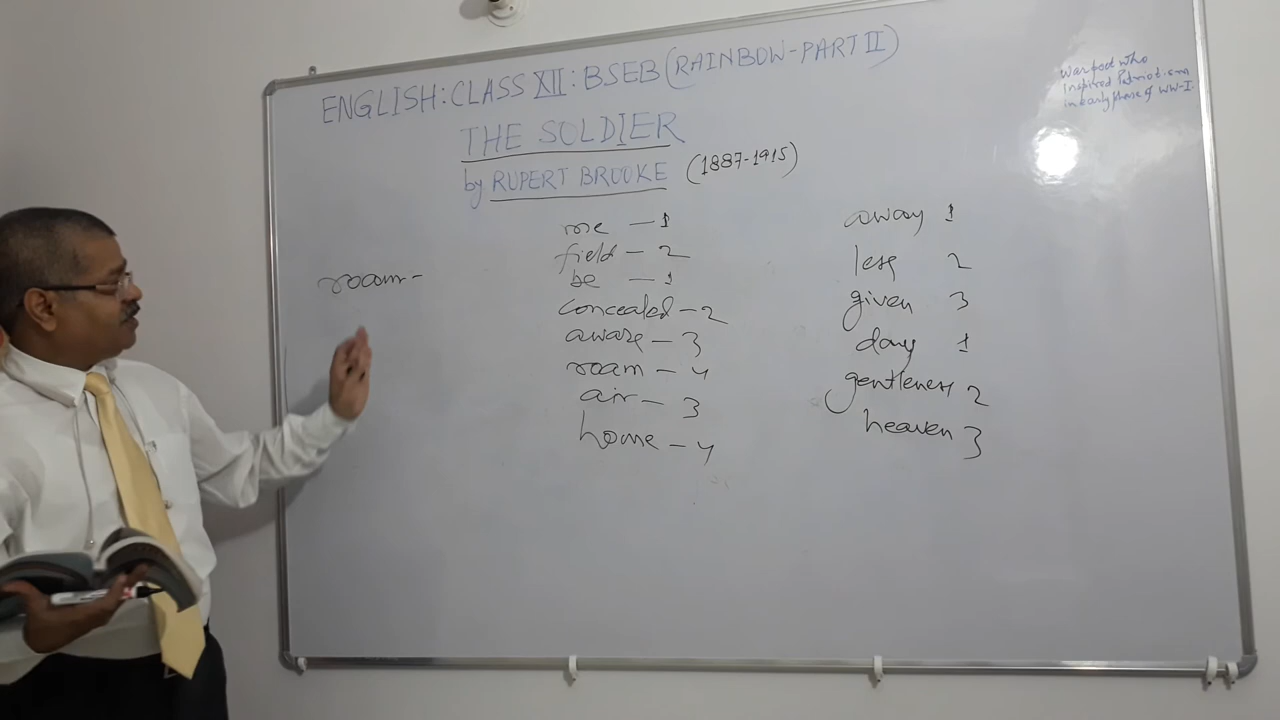 ENGLISH: CLASS XII: BSEB (RAINBOW-PART II)
THE SOLDIER
by RUPERT BROOKE (1887-1915)
War poet who
inspired Patriotism
in early phase of WW-I.
roam-
me - 1
field - 2
be - 1
concealed - 2
aware - 3
roam - 4
air - 3
home - 4
away 1
less 2
given 3
day 1
gentleness 2
heaven 3